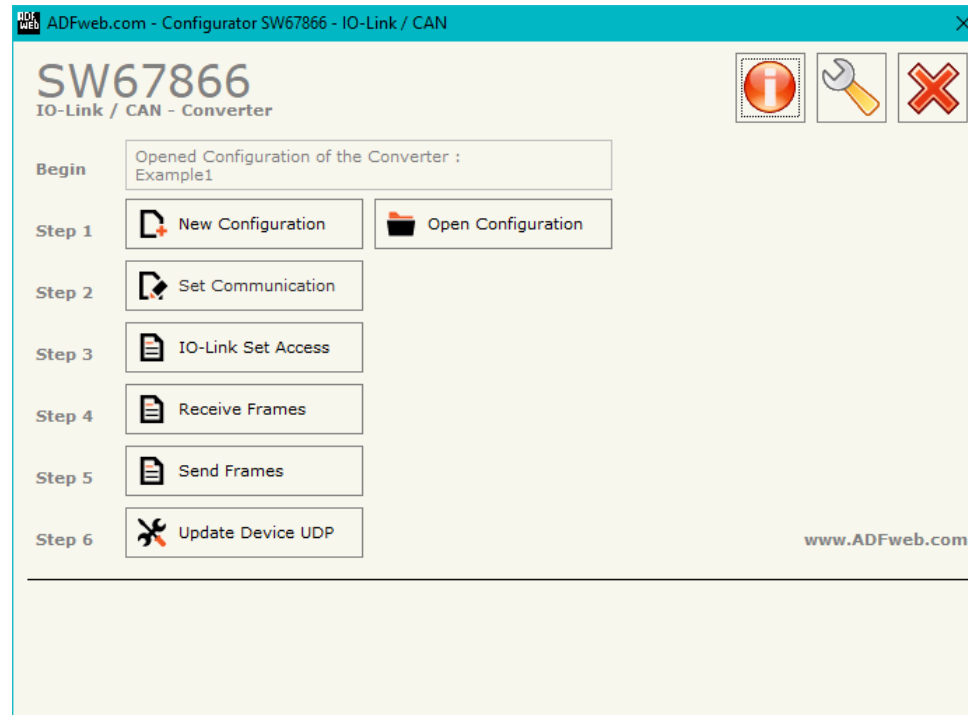 ADF
WEB
ADFweb.com - Configurator SW67866 - IO-Link / CAN
SW67866
IO-Link / CAN - Converter
Begin
Opened Configuration of the Converter :
Example1
Step 1
New Configuration
Open Configuration
Step 2
Set Communication
Step 3
IO-Link Set Access
Step 4
Receive Frames
Step 5
Send Frames
Step 6
Update Device UDP
www.ADFweb.com